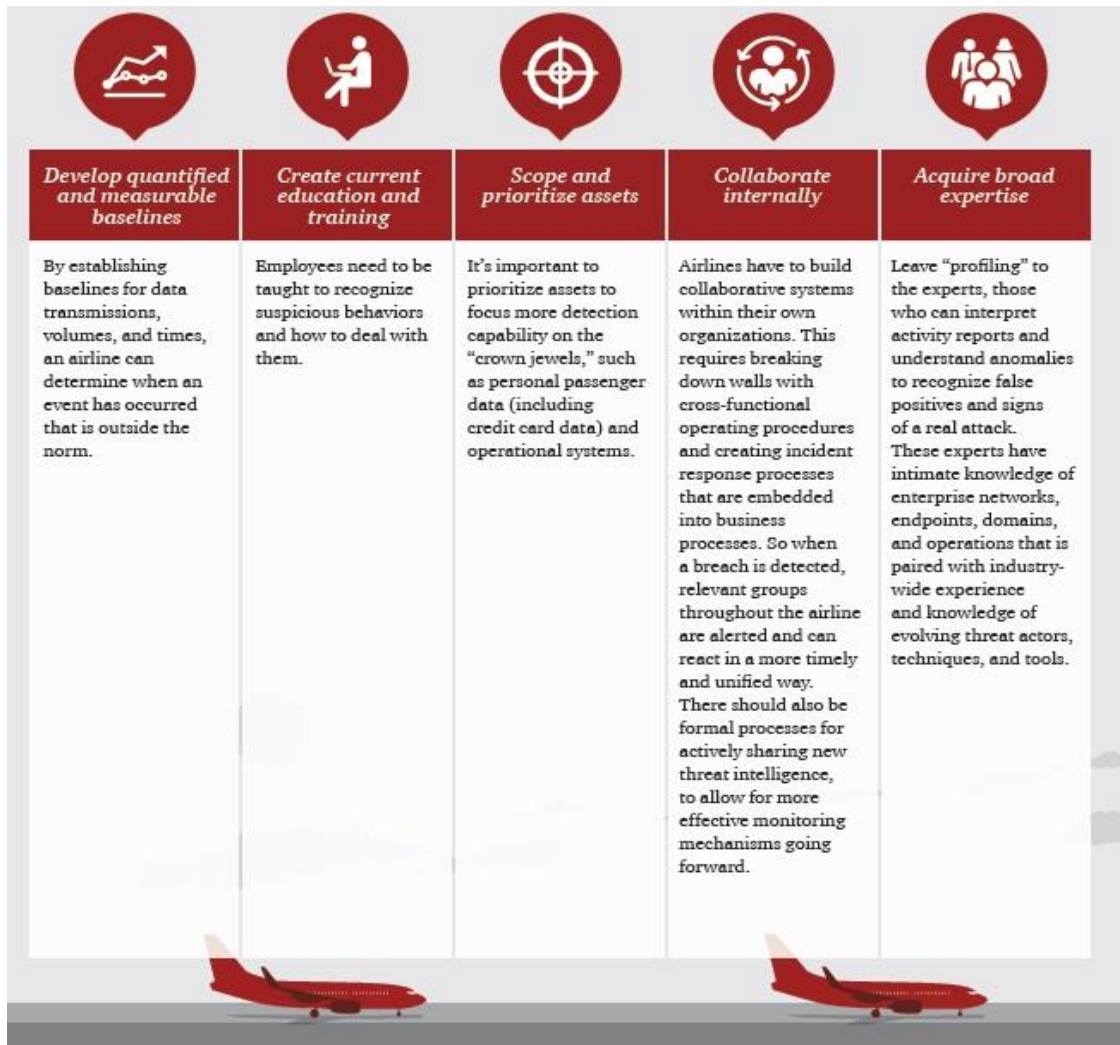 Develop quantified
and measurable
baselines
By establishing
baselines for data
transmissions,
volumes, and times,
an airline can
determine when an
event has occurred
that is outside the
norm.
Create current
education and
training
Employees need to be
taught to recognize
suspicious behaviors
and how to deal with
them.
Scope and
prioritize assets
It’s important to
prioritize assets to
focus more detection
capability on the
“crown jewels,” such
as personal passenger
data (including
credit card data) and
operational systems.
Collaborate
internally
Airlines have to build
collaborative systems
within their own
organizations. This
requires breaking
down walls with
cross-functional
operating procedures
and creating incident
response processes
that are embedded
into business
processes. So when
a breach is detected,
relevant groups
throughout the airline
are alerted and can
react in a more timely
and unified way.
There should also be
formal processes for
actively sharing new
threat intelligence,
to allow for more
effective monitoring
mechanisms going
forward.
Acquire broad
expertise
Leave “profiling” to
the experts, those
who can interpret
activity reports and
understand anomalies
to recognize false
positives and signs
of a real attack.
These experts have
intimate knowledge of
enterprise networks,
endpoints, domains,
and operations that is
paired with industry-
wide experience
and knowledge of
evolving threat actors,
techniques, and tools.